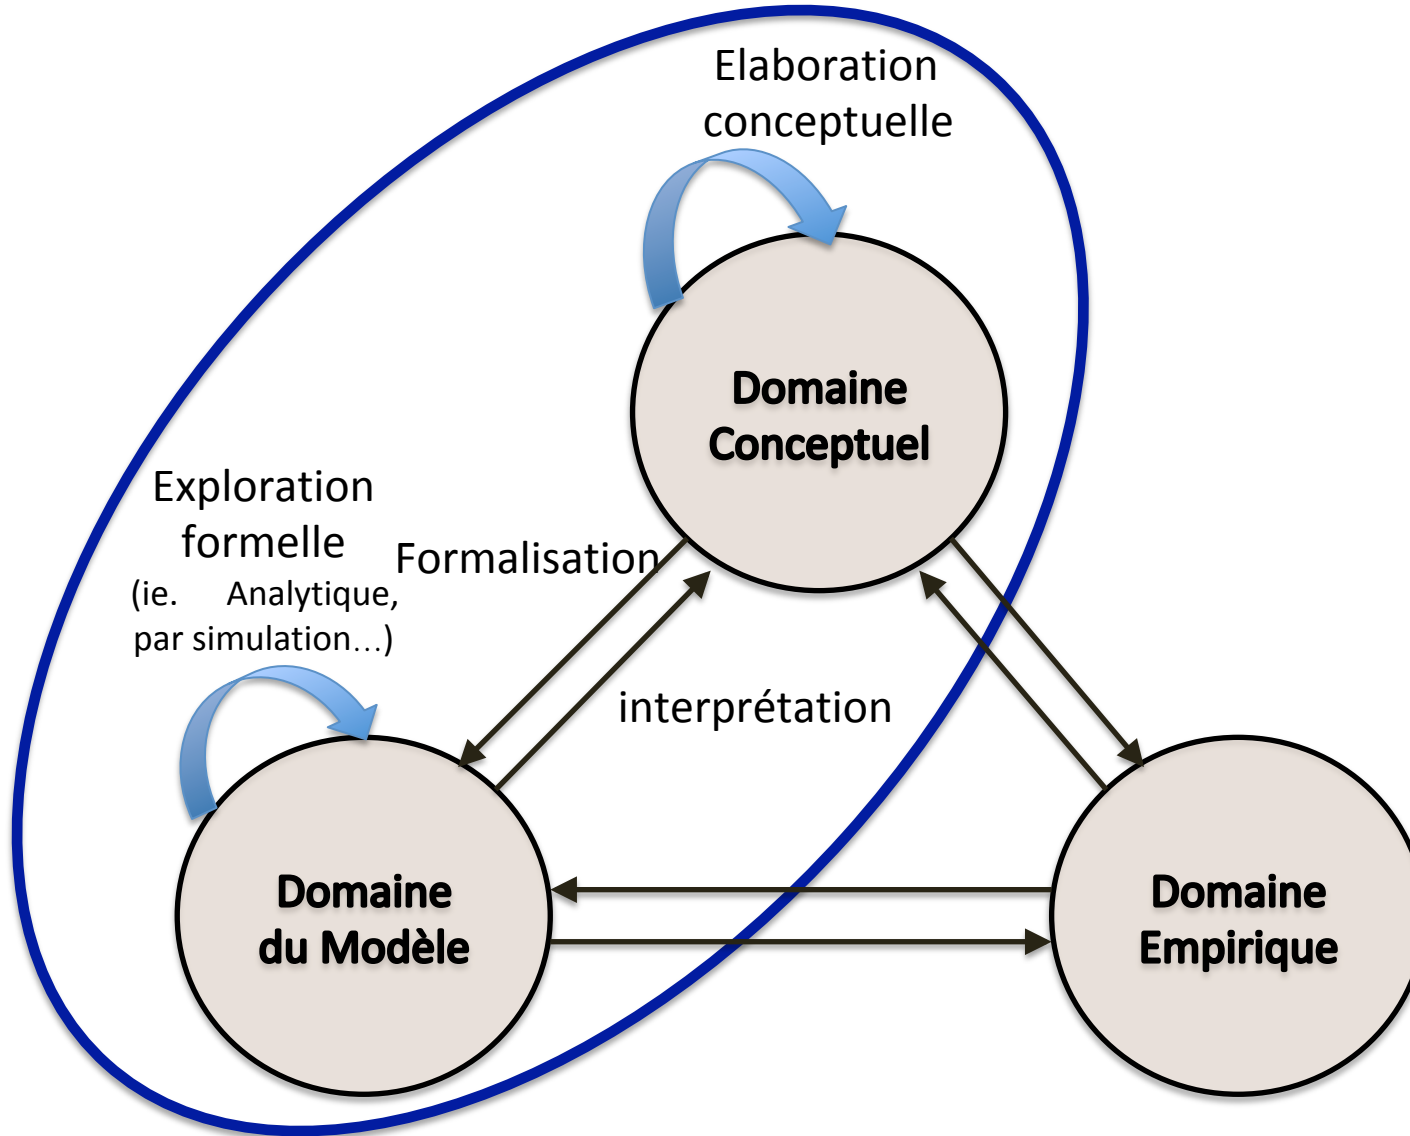 Elaboration
conceptuelle
Domaine
Conceptuel
Exploration
formelle
(ie. Analytique,
par simulation…)
Formalisation
interprétation
Domaine
du Modèle
Domaine
Empirique